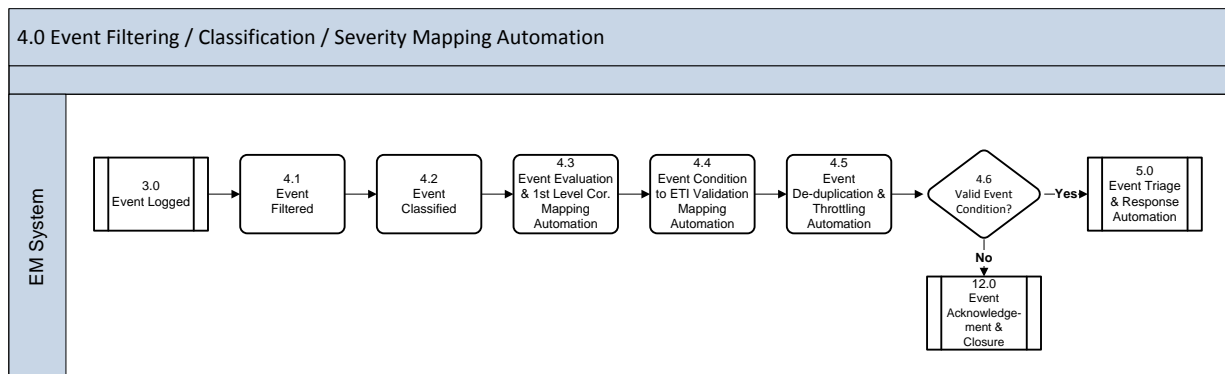 4.0 Event Filtering / Classification / Severity Mapping Automation
EM System
3.0
Event Logged
4.1
Event
Filtered
4.2
Event
Classified
4.3
Event Evaluation
& 1st Level Cor.
Mapping
Automation
4.4
Event Condition
to ETI Validation
Mapping
Automation
4.5
Event
De-duplication &
Throttling
Automation
4.6
Valid Event
Condition?
Yes
5.0
Event Triage
& Response
Automation
No
12.0
Event
Acknowledge-
ment &
Closure